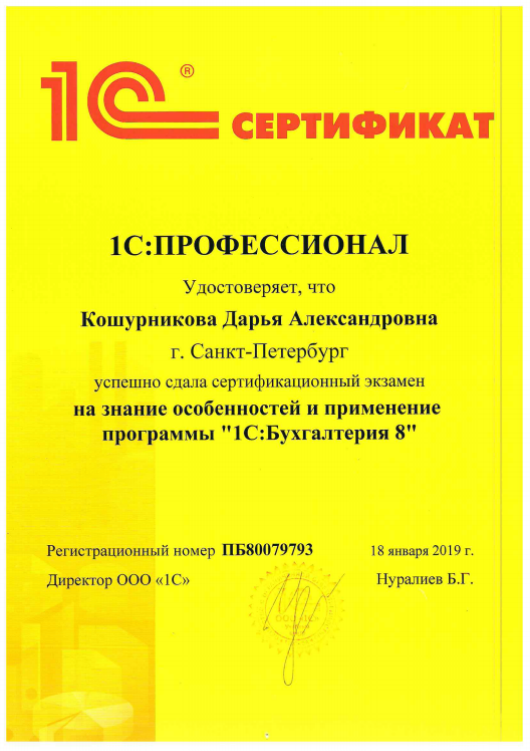 1С® СЕРТИФИКАТ
1С:ПРОФЕССИОНАЛ
Удостоверяет, что
Кошурникова Дарья Александровна
г. Санкт-Петербург
успешно сдала сертификационный экзамен
на знание особенностей и применение
программы "1С:Бухгалтерия 8"
Регистрационный номер ПБ80079793 18 января 2019 г.
Директор ООО «1С» Нуралиев Б.Г.